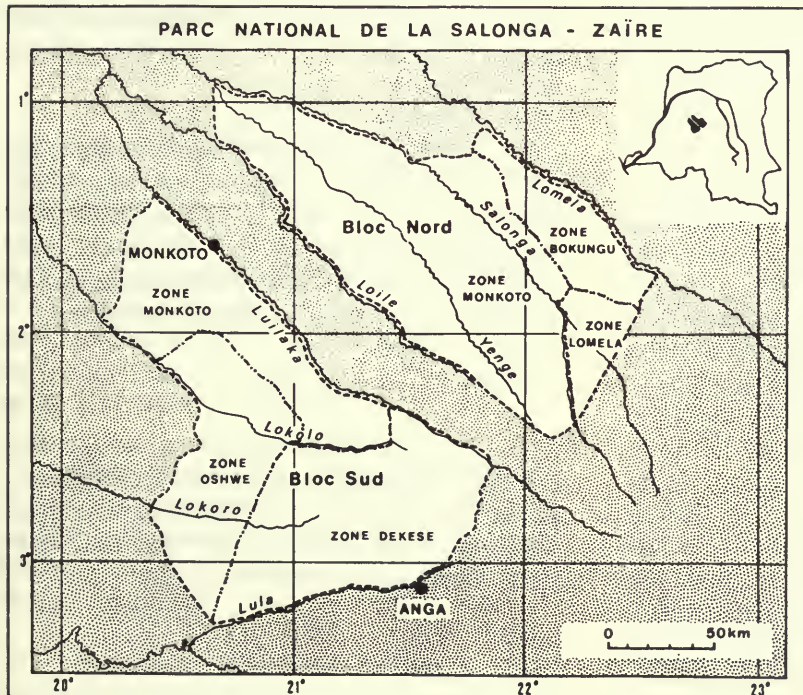 PARC NATIONAL DE LA SALONGA - ZAÏRE
1°
Lomela
Salonga
Bloc Nord
ZONE
BOKUNGU
MONKOTO
Loile
ZONE
MONKOTO
ZONE
MONKOTO
Luilaka
ZONE
LOMELA
2°
Yenge
Lokolo
ZONE
OSHWE
Bloc Sud
Lokoro
ZONE DEKESE
3°
Lula
ANGA
0 50km
20° 21° 22° 23°